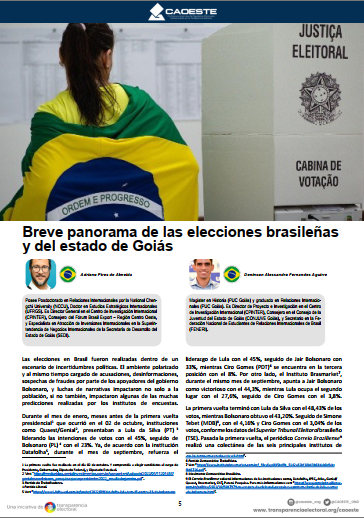 CAOESTE
JUSTIÇA
ELEITORAL
CABINA DE
VOTAÇÃO
ORDEM E PROGRESSO
Breve panorama de las elecciones brasileñas
y del estado de Goiás
Adriano Pires de Almeida
Posee Postdoctorado en Relaciones Internacionales por la National Chen-
gchi University (NCCU), Doctor en Estudios Estratégicos Internacionales
(UFRGS). Es Director General en el Centro de Investigación Internacional
(CPINTER), Consejero del Forum Brasil Export – Región Centro Oeste,
y Especialista en Atracción de Inversiones Internacionales en la Superin-
tendencia de Negocios Internacionales de la Secretaría de Desarrollo de
Goiás (SEDI).
Denilrson Alessandro Fernandes Aguirre
Magíster en Historia (PUC Goiás) y graduado en Relaciones Internacio-
nales (PUC Goiás). Es Director de Proyecto e Investigación en el Centro
de Investigación Internacional (CPINTER), Consejero en el Consejo de la
Juventud del Estado de Goiás (CONJUVE Goiás), y Secretario en la Fe-
deración Nacional de Estudiantes de Relaciones Internacionales de Brasil
(FENERI).
Las elecciones en Brasil fueron realizadas dentro de un
escenario de incertidumbres políticas. El ambiente polarizado
y al mismo tiempo cargado de acusaciones, desinformaciones,
sospechas de fraudes por parte de los apoyadores del gobierno
Bolsonaro, y luchas de narrativas impactaron no solo a la
población, si no también, impactaron algunas de las muchas
predicciones realizadas por los institutos de encuestas.
Durante el mes de enero, meses antes de la primera vuelta
presidencial¹ que ocurrió en el 02 de octubre, instituciones
como Quaest/Genial², presentaban a Lula da Silva (PT)³
liderando las intenciones de votos con el 45%, seguido de
Bolsonaro (PL)⁴ con el 23%. Ya, de acuerdo con la institución
Datafolha⁵, durante el mes de septiembre, refuerza el
liderazgo de Lula con el 45%, seguido de Jair Bolsonaro con
33%, mientras Ciro Gomes (PDT)⁶ se encuentra en la tercera
posición con el 8%. Por otro lado, el Instituto Brasmarket⁷,
durante el mismo mes de septiembre, apunta a Jair Bolsonaro
como victorioso con el 44,3%, mientras Lula ocupa el segundo
lugar con el 27,6%, seguido de Ciro Gomes con el 3,8%.
La primera vuelta terminó con Lula da Silva con 48,43% de los
votos, mientras Bolsonaro obtuvo el 43,20%. Seguido de Simone
Tebet (MDB)⁸, con el 4,16% y Ciro Gomes con el 3,04% de los
votos, conforme los datos del Superior Tribunal Electoral brasileño
(TSE). Pasada la primera vuelta, el periódico Correio Braziliense⁹
realizó una colectánea de las seis principales institutos de
Una iniciativa de transparencia electoral
5
www.transparenciaelectoral.org/caoeste